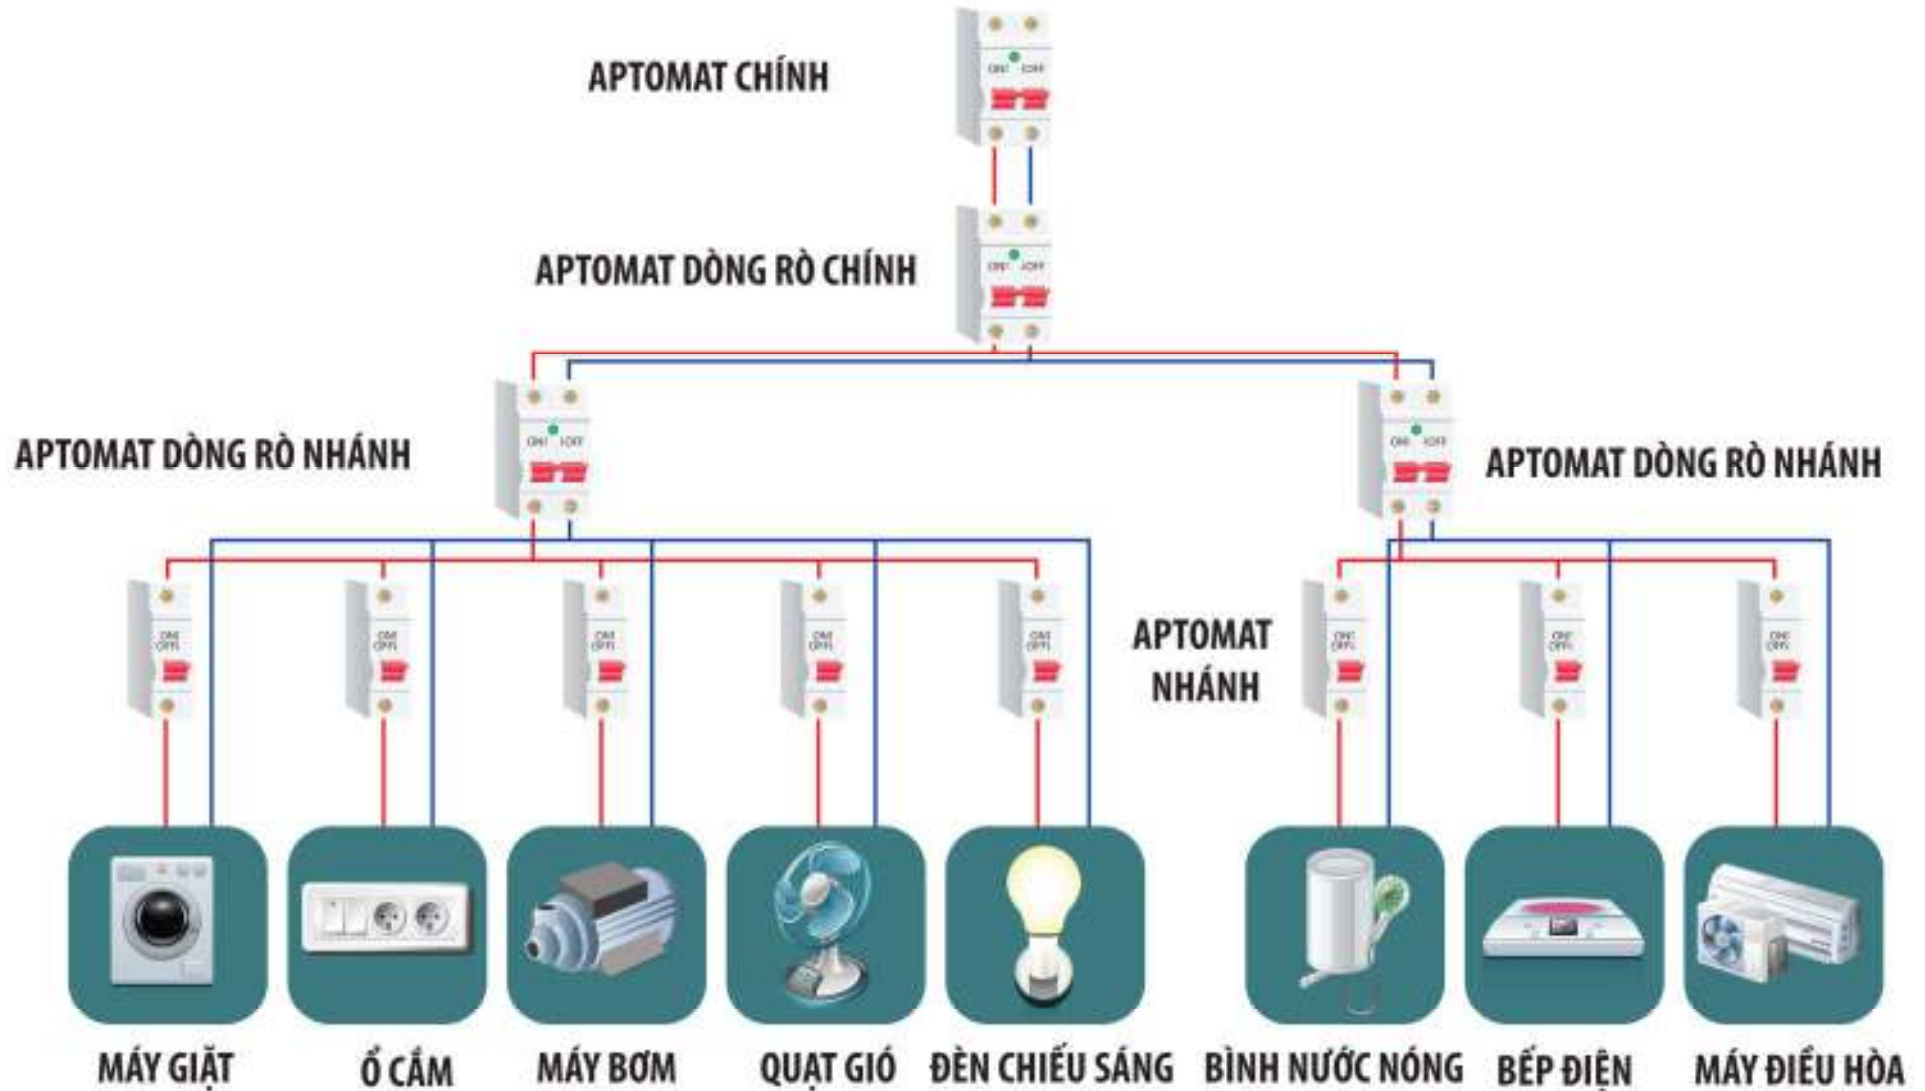 APTOMAT CHÍNH
APTOMAT DÒNG RÒ CHÍNH
APTOMAT DÒNG RÒ NHÁNH
APTOMAT DÒNG RÒ NHÁNH
APTOMAT
NHÁNH
MÁY GIẶT
Ổ CẮM
MÁY BƠM
QUẠT GIÓ
ĐÈN CHIẾU SÁNG
BÌNH NƯỚC NÓNG
BẾP ĐIỆN
MÁY ĐIỀU HÒA